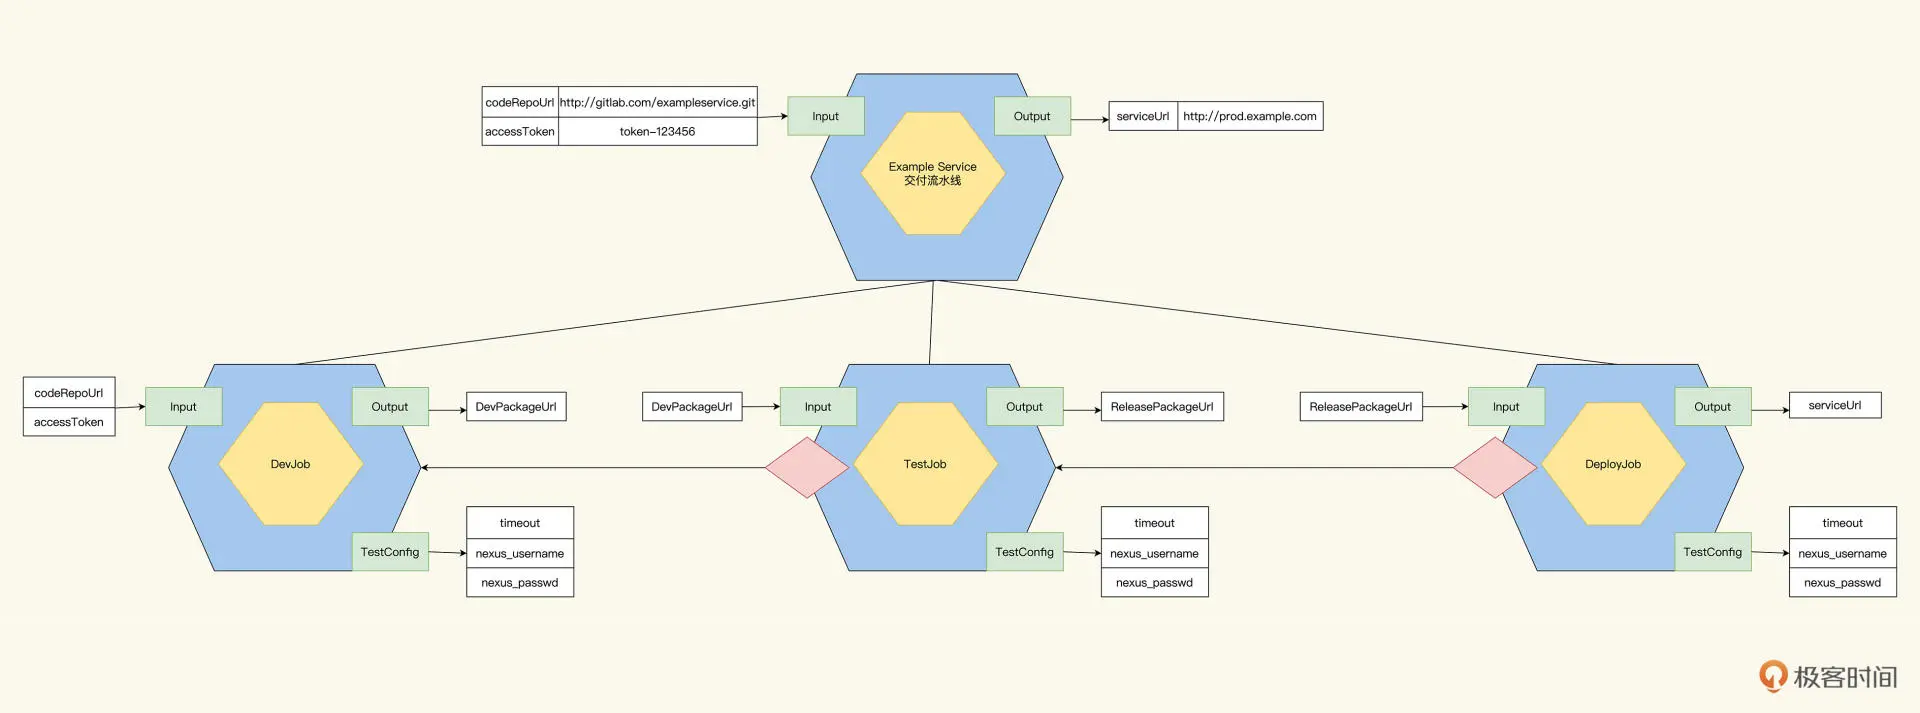 codeRepoUrl http://gitlab.com/exampleservice.git
accessToken token-123456
Input
Output
serviceUrl http://prod.example.com
Example Service
交付流水线
codeRepoUrl
accessToken
Input
Output
DevPackageUrl
DevJob
TestConfig
timeout
nexus_username
nexus_passwd
DevPackageUrl
Input
Output
ReleasePackageUrl
TestJob
TestConfig
timeout
nexus_username
nexus_passwd
ReleasePackageUrl
Input
Output
serviceUrl
DeployJob
TestConfig
timeout
nexus_username
nexus_passwd
极客时间